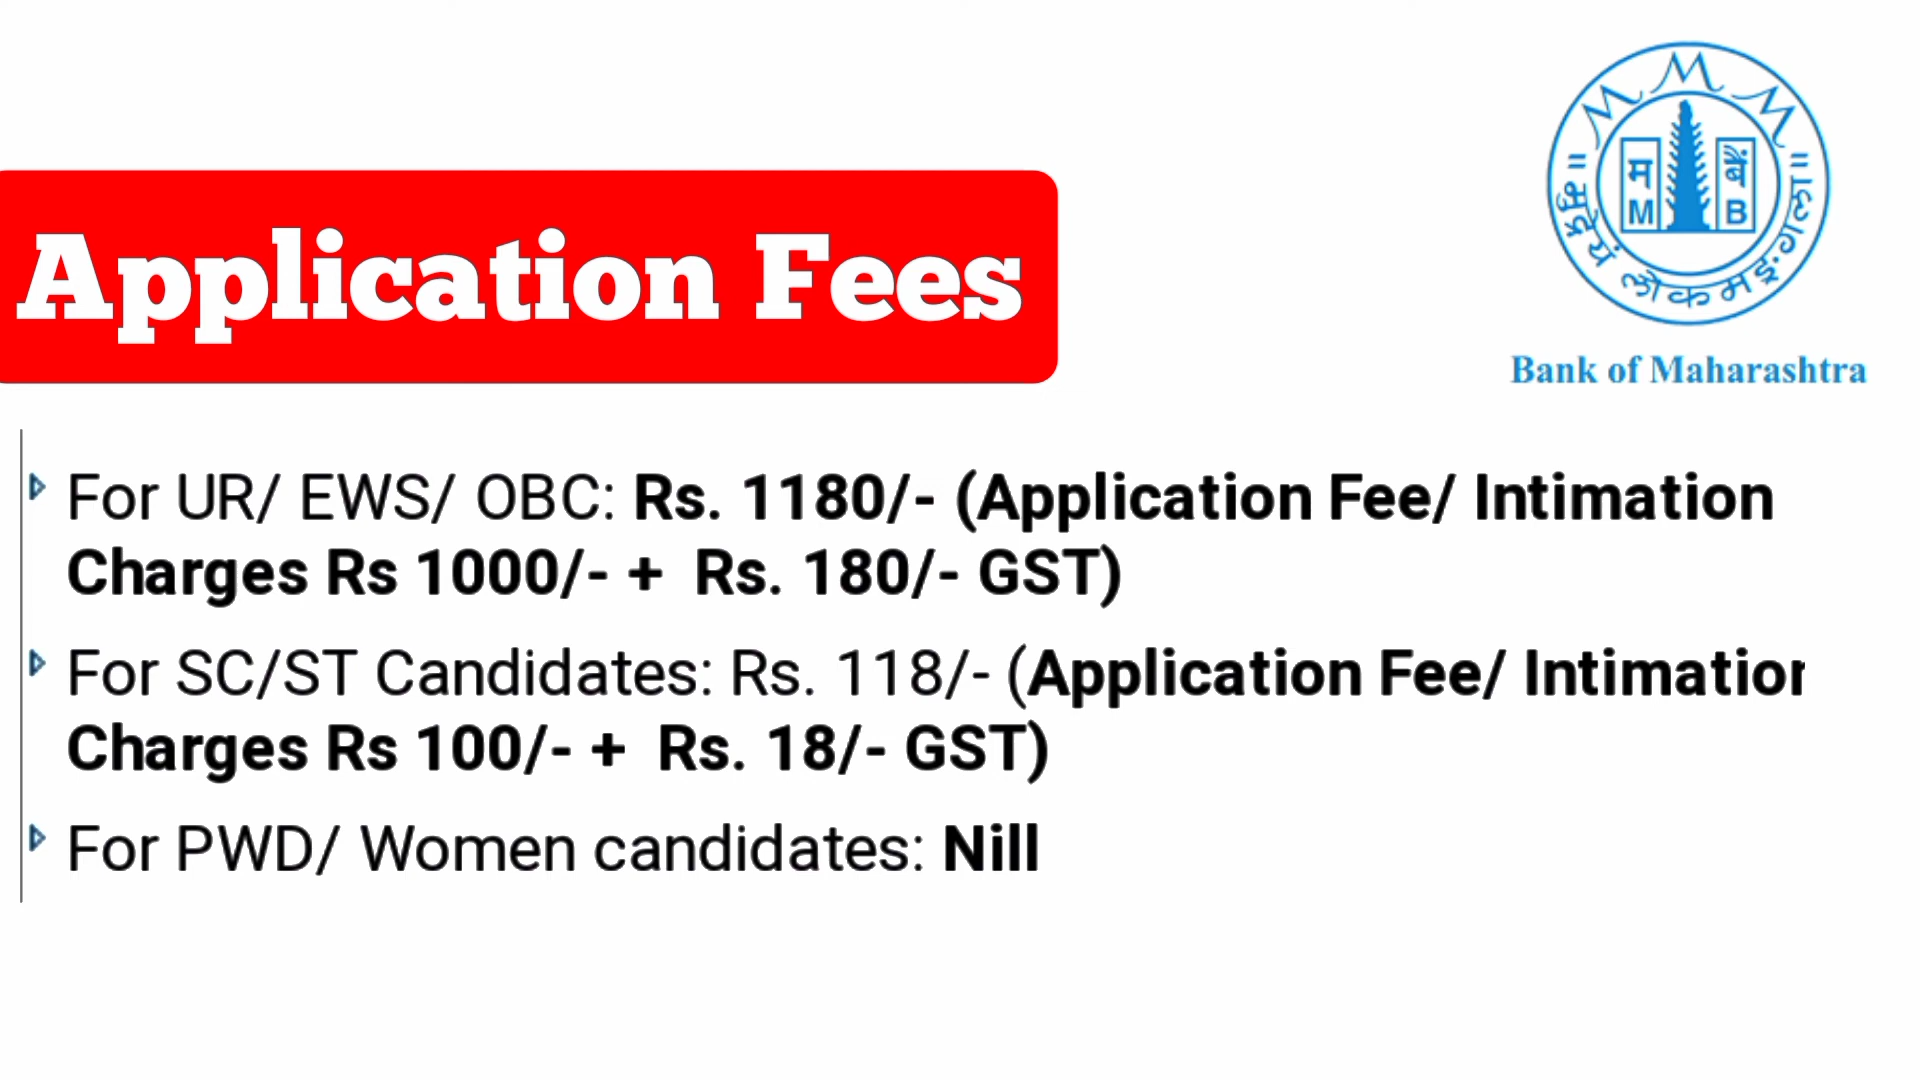 Application Fees
M M M
॥ महाबैंक
म बैं
M B
Bank of Maharashtra
For UR/ EWS/ OBC: Rs. 1180/- (Application Fee/ Intimation
Charges Rs 1000/- + Rs. 180/- GST)
For SC/ST Candidates: Rs. 118/- (Application Fee/ Intimation
Charges Rs 100/- + Rs. 18/- GST)
For PWD/ Women candidates: Nill